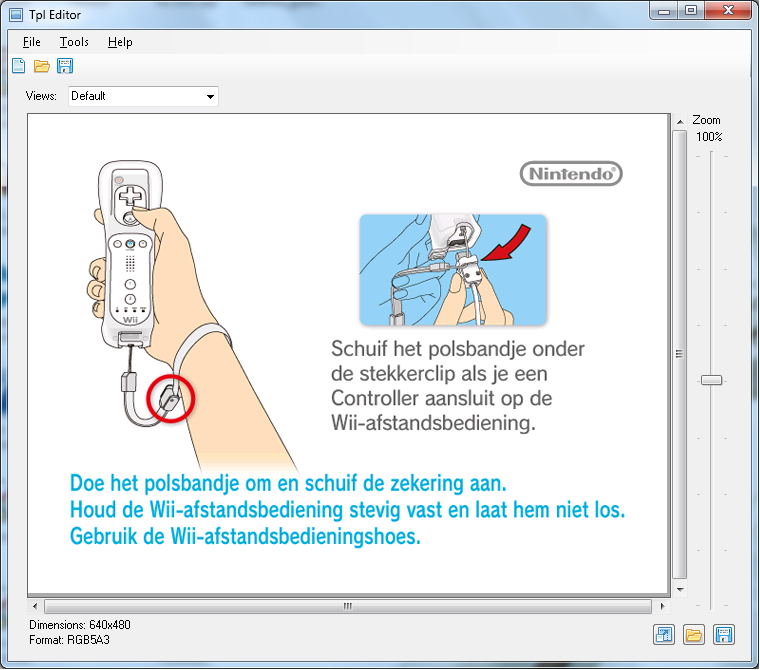 Tpl Editor
File Tools Help
Views: Default
Zoom
100%
Nintendo®
Wii
Schuif het polsbandje onder
de stekkerclip als je een
Controller aansluit op de
Wii-afstandsbediening.
Doe het polsbandje om en schuif de zekering aan.
Houd de Wii-afstandsbediening stevig vast en laat hem niet los.
Gebruik de Wii-afstandsbedieningshoes.
Dimensions: 640x480
Format: RGB5A3